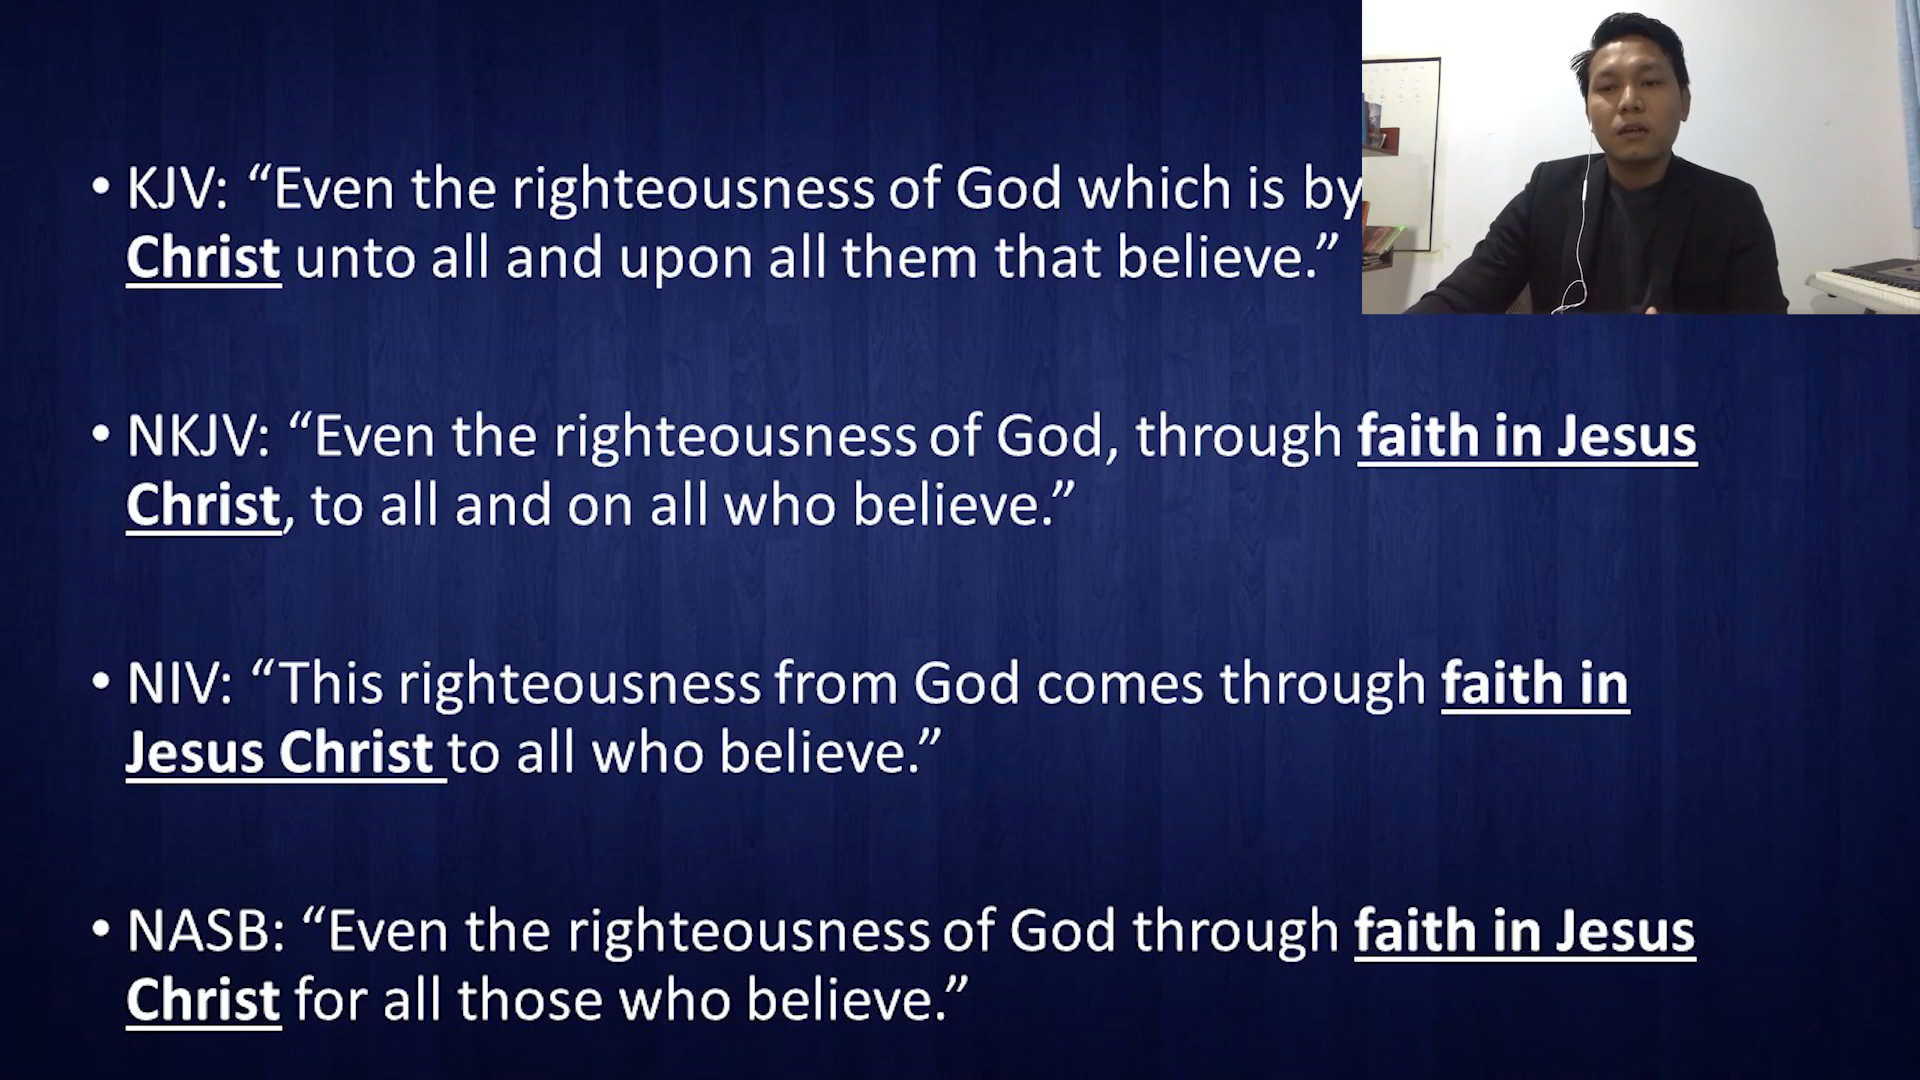 • KJV: “Even the righteousness of God which is by
Christ unto all and upon all them that believe.”
• NKJV: “Even the righteousness of God, through faith in Jesus
Christ, to all and on all who believe.”
• NIV: “This righteousness from God comes through faith in
Jesus Christ to all who believe.”
• NASB: “Even the righteousness of God through faith in Jesus
Christ for all those who believe.”